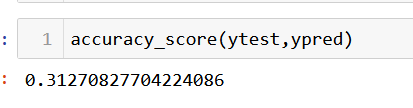 : 1 accuracy_score(ytest,ypred)
: 0.31270827704224086